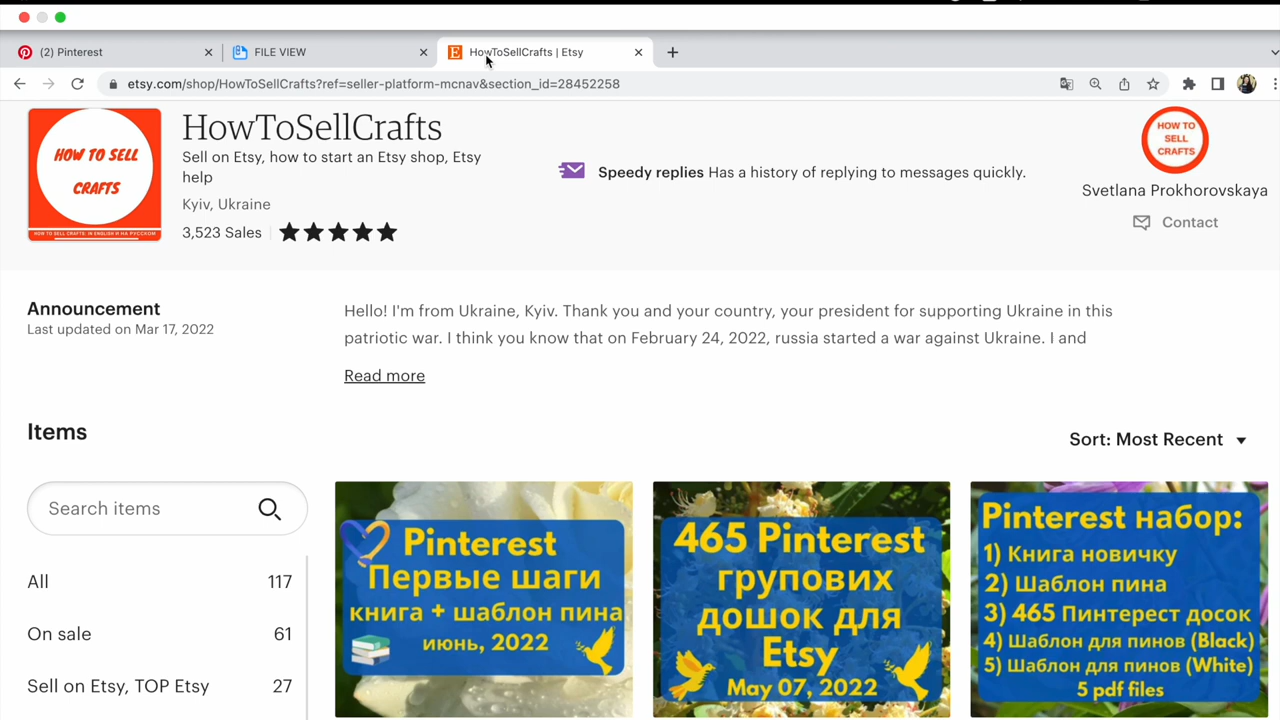 (2) Pinterest
FILE VIEW
HowToSellCrafts | Etsy
etsy.com/shop/HowToSellCrafts?ref=seller-platform-mcnav&section_id=28452258
HOW TO SELL
CRAFTS
HOW TO SELL CRAFTS: IN ENGLISH И НА РУССКОМ
HowToSellCrafts
Sell on Etsy, how to start an Etsy shop, Etsy
help
Kyiv, Ukraine
3,523 Sales
Speedy replies Has a history of replying to messages quickly.
HOW TO
SELL
CRAFTS
Svetlana Prokhorovskaya
Contact
Announcement
Last updated on Mar 17, 2022
Hello! I'm from Ukraine, Kyiv. Thank you and your country, your president for supporting Ukraine in this
patriotic war. I think you know that on February 24, 2022, russia started a war against Ukraine. I and
Read more
Items
Sort: Most Recent
Search items
All 117
On sale 61
Sell on Etsy, TOP Etsy 27
Pinterest
Первые шаги
книга + шаблон пина
июнь, 2022
465 Pinterest
групових
дошок для
Etsy
May 07, 2022
Pinterest набор:
1) Книга новичку
2) Шаблон пина
3) 465 Пинтерест досок
4) Шаблон для пинов (Black)
5) Шаблон для пинов (White)
5 pdf files